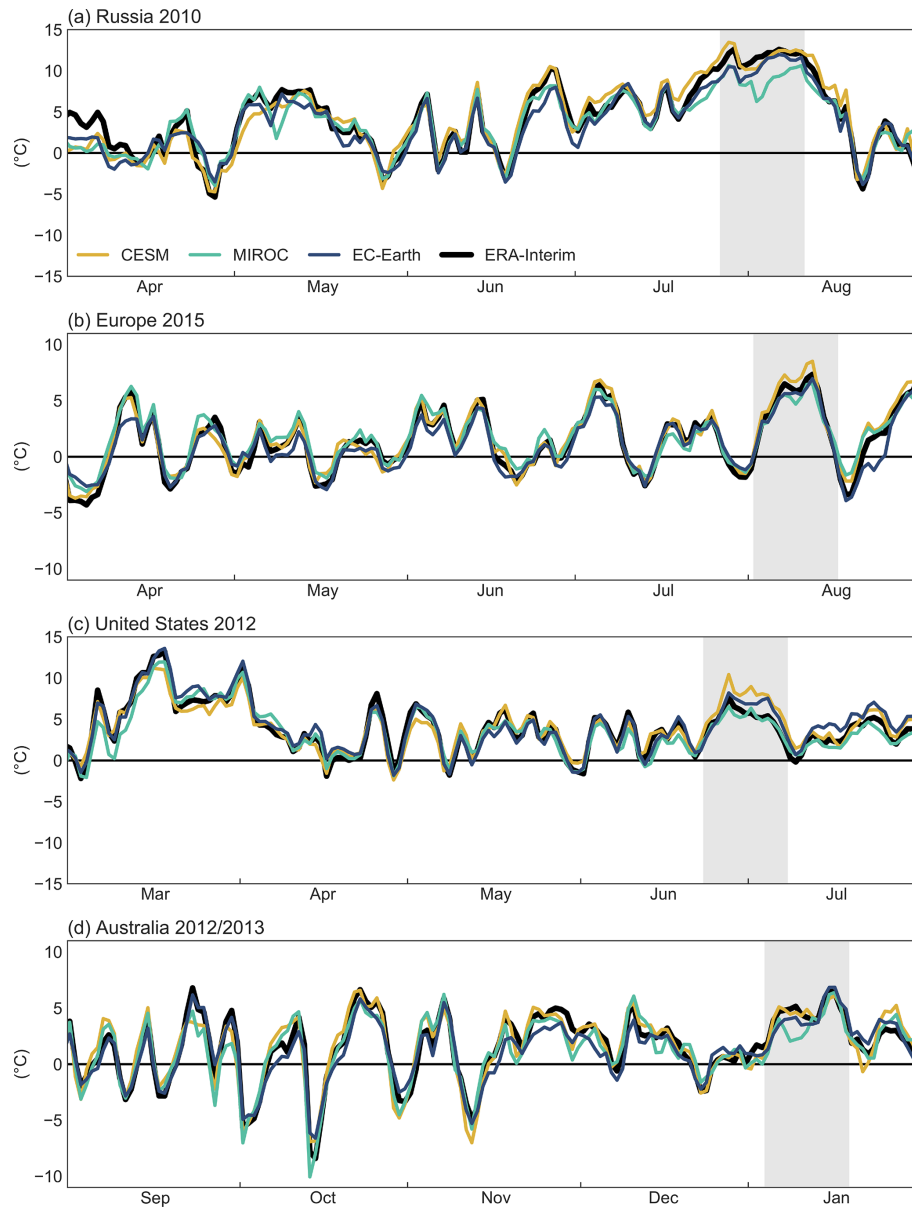 (a) Russia 2010
15
10
5
0
−5
−10
−15
(°C)
CESM MIROC EC-Earth ERA-Interim
Apr May Jun Jul Aug
(b) Europe 2015
10
5
0
−5
−10
(°C)
Apr May Jun Jul Aug
(c) United States 2012
15
10
5
0
−5
−10
−15
(°C)
Mar Apr May Jun Jul
(d) Australia 2012/2013
10
5
0
−5
−10
(°C)
Sep Oct Nov Dec Jan